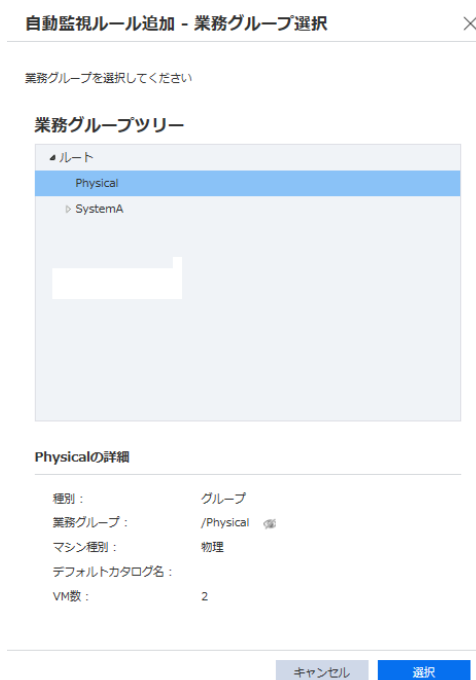 自動監視ルール追加 - 業務グループ選択
業務グループを選択してください
業務グループツリー
ルート
Physical
SystemA
Physicalの詳細
種別： グループ
業務グループ： /Physical
マシン種別： 物理
デフォルトカタログ名：
VM数： 2
キャンセル 選択